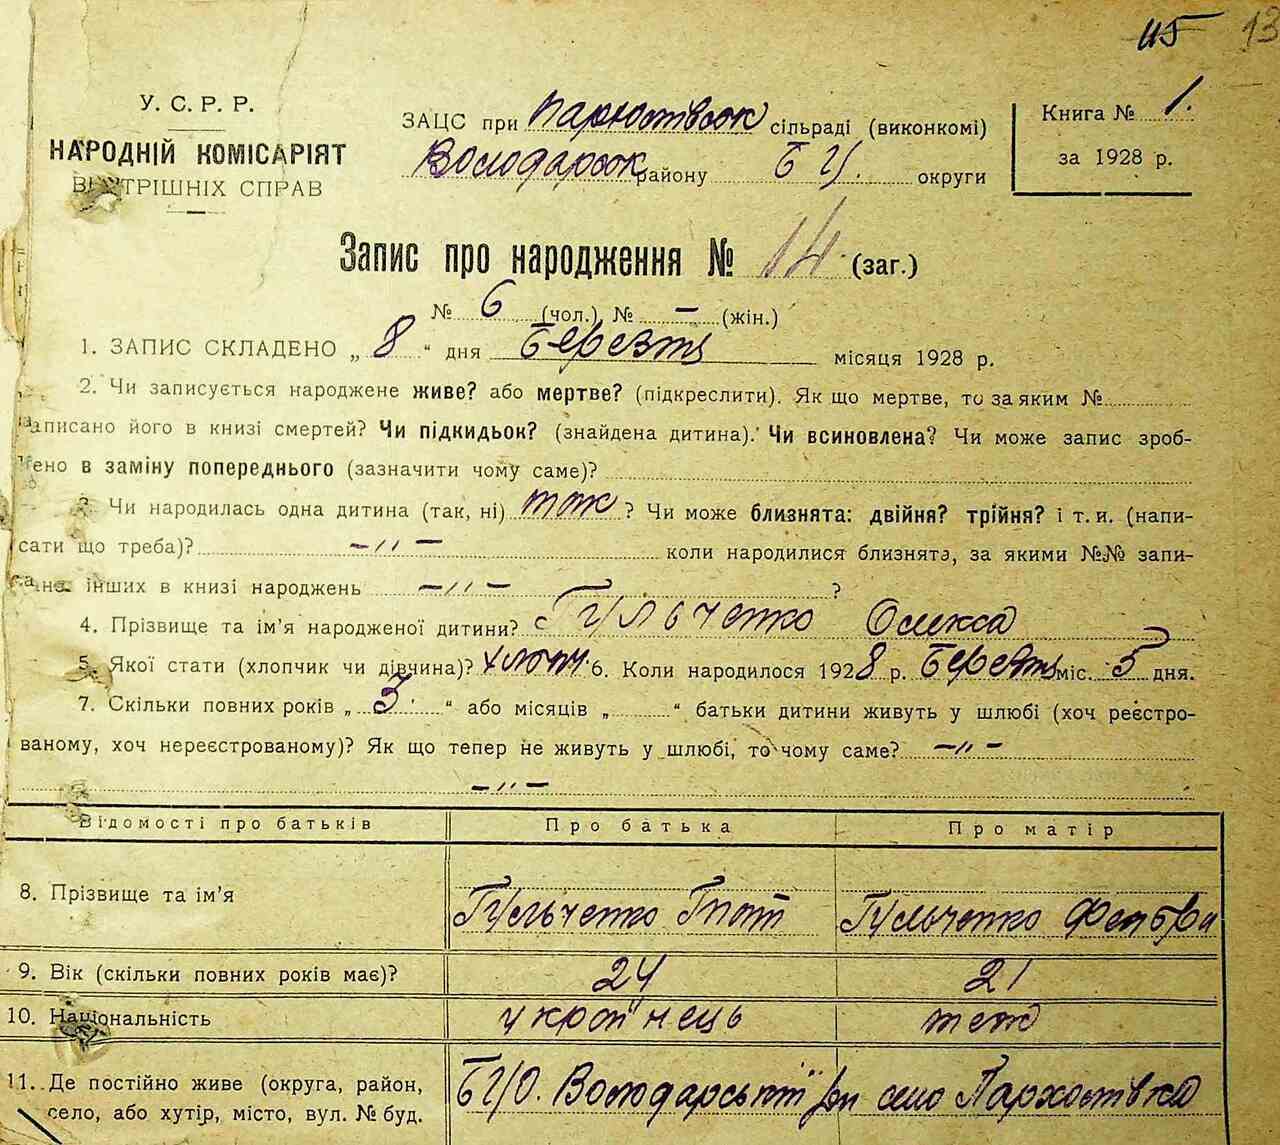 115 13
У. С. Р. Р.
НАРОДНІЙ КОМІСАРІЯТ
ВНУТРІШНІХ СПРАВ
ЗАЦС при сільраді (виконкомі)
Володарськ району Б Ц. округи
Книга № 1.
за 1928 р.
Запис про народження № 14. (заг.)
№ 6 (чол.), № — (жін.)
1. ЗАПИС СКЛАДЕНО „ 8 “ дня Березня місяця 1928 р.
2. Чи записується народжене живе? або мертве? (підкреслити). Як що мертве, то за яким №
записано його в книзі смертей? Чи підкидьок? (знайдена дитина). Чи всиновлена? Чи може запис зроб-
лено в заміну попереднього (зазначити чому саме)?
3. Чи народилась одна дитина (так, ні) так ? Чи може близнята: двійня? трійня? і т. и. (напи-
сати що треба)? — „ — коли народилися близнята, за якими №№ запи-
сано інших в книзі народжень — „ — ?
4. Прізвище та ім’я народженої дитини? Гульченко Олекса
5. Якої стати (хлопчик чи дівчина)? хлопч. 6. Коли народилося 1928 р. Березня міс. 5 дня.
7. Скільки повних років „ 3 “ або місяців „ “ батьки дитини живуть у шлюбі (хоч реєстро-
ваному, хоч нереєстрованому)? Як що тепер не живуть у шлюбі, то чому саме? — „ —
— „ —
Відомості про батьків Про батька Про матір
8. Прізвище та ім’я Гульченко Гнат Гульченко
9. Вік (скільки повних років має)? 24 21
10. Національність українець теж
11. Де постійно живе (округа, район, БЦО. Володарський р-н село Пархомівка
село, або хутір, місто, вул. № буд.